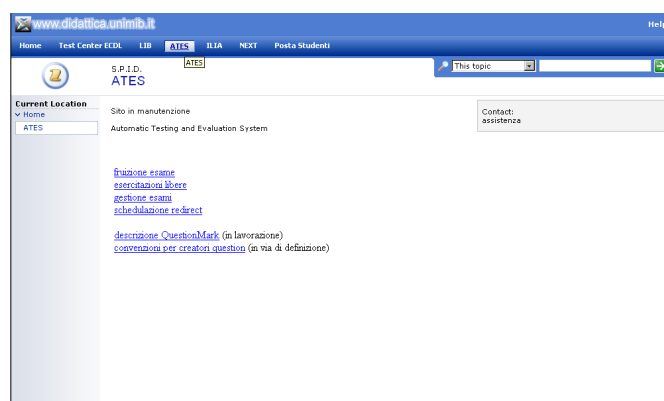 www.didattica.unimib.it
Help
Home Test Center ECDL LIB ATES ILIA NEXT Posta Studenti
ATES
S.P.I.D.
ATES
This topic
Current Location
Home
ATES
Sito in manutenzione
Automatic Testing and Evaluation System
Contact:
assistenza
fruizione esame
esercitazioni libere
gestione esami
schedulazione redirect
descrizione QuestionMark (in lavorazione)
convenzioni per creatori question (in via di definizione)